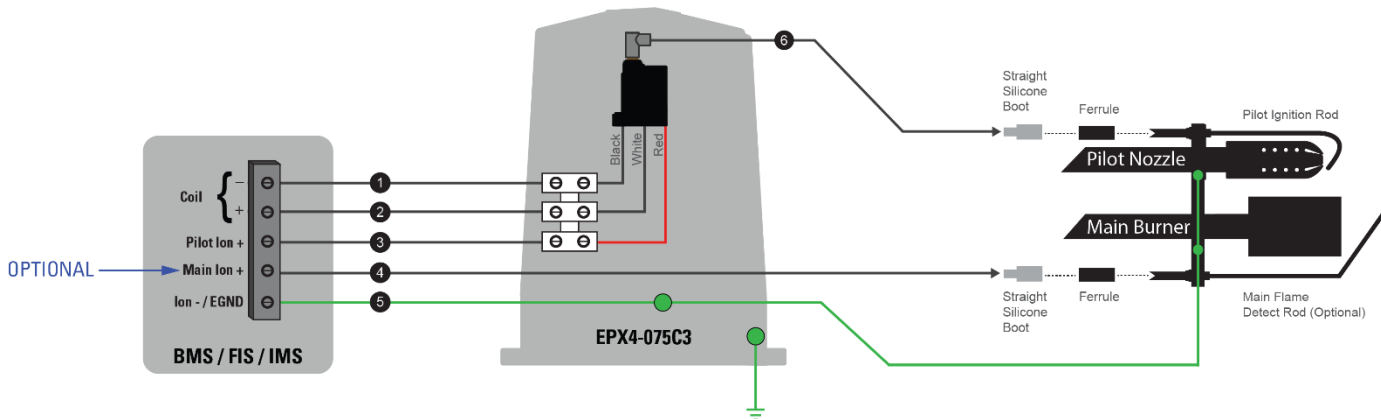 6
Straight
Silicone
Boot
Ferrule
Pilot Ignition Rod
Black
White
Red
Pilot Nozzle
Coil { –
+
1
2
Pilot Ion +
3
Main Burner
OPTIONAL
Main Ion +
4
Ion - / EGND
5
Straight
Silicone
Boot
Ferrule
Main Flame
Detect Rod (Optional)
EPX4-075C3
BMS / FIS / IMS